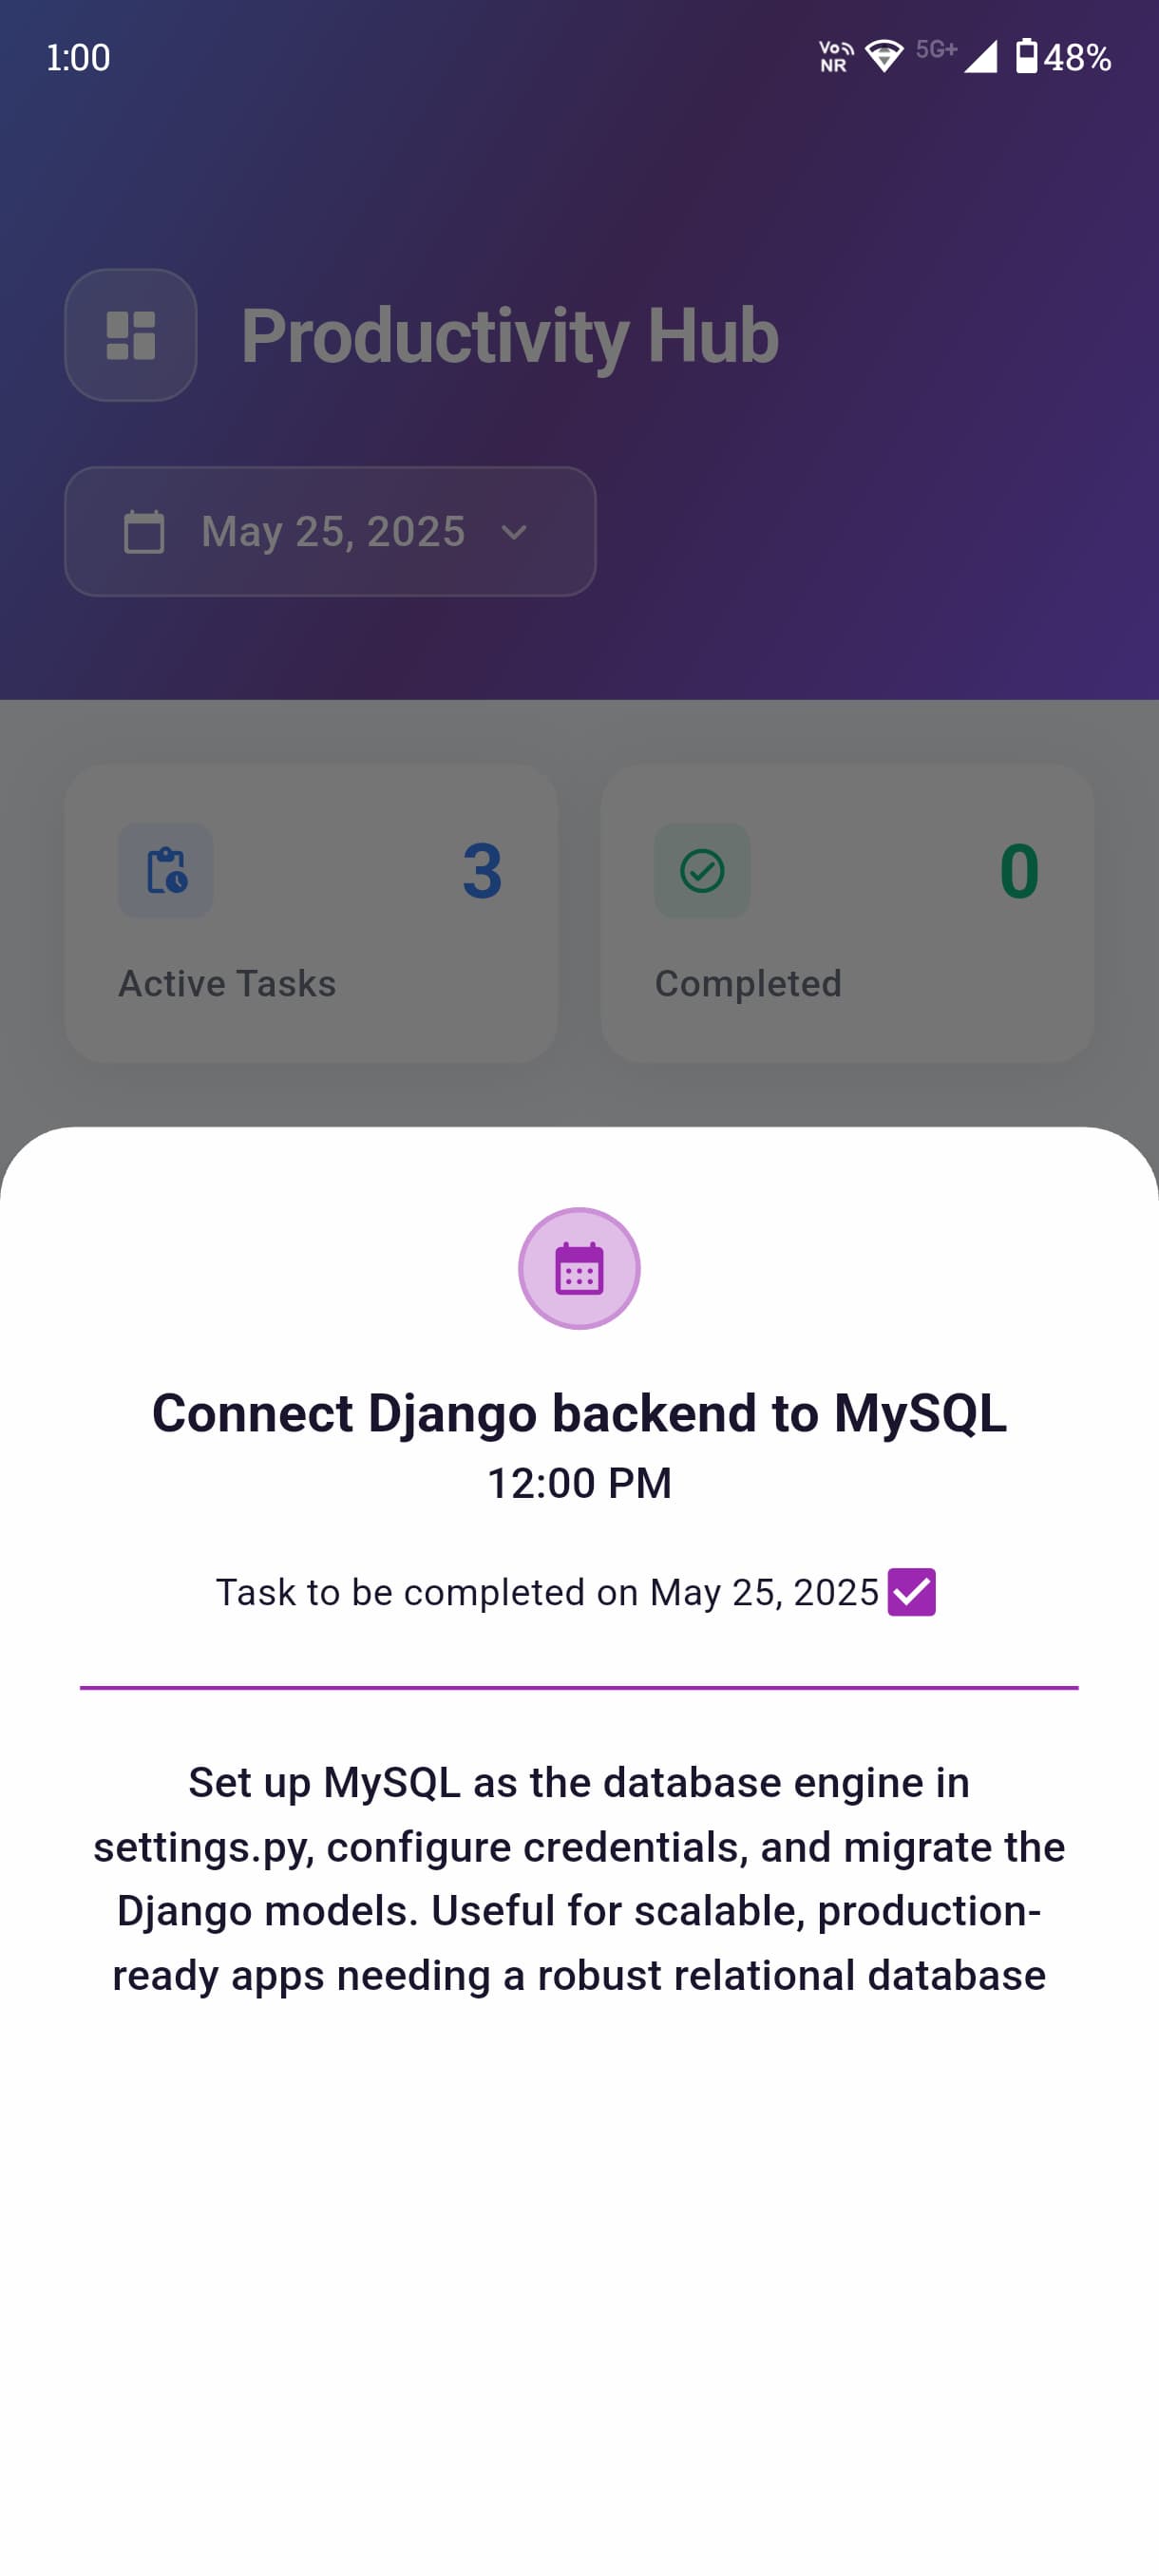 1:00
Vo NR 5G+ 48%
Productivity Hub
May 25, 2025
3
0
Active Tasks
Completed
Connect Django backend to MySQL
12:00 PM
Task to be completed on May 25, 2025
Set up MySQL as the database engine in
settings.py, configure credentials, and migrate the
Django models. Useful for scalable, production-
ready apps needing a robust relational database